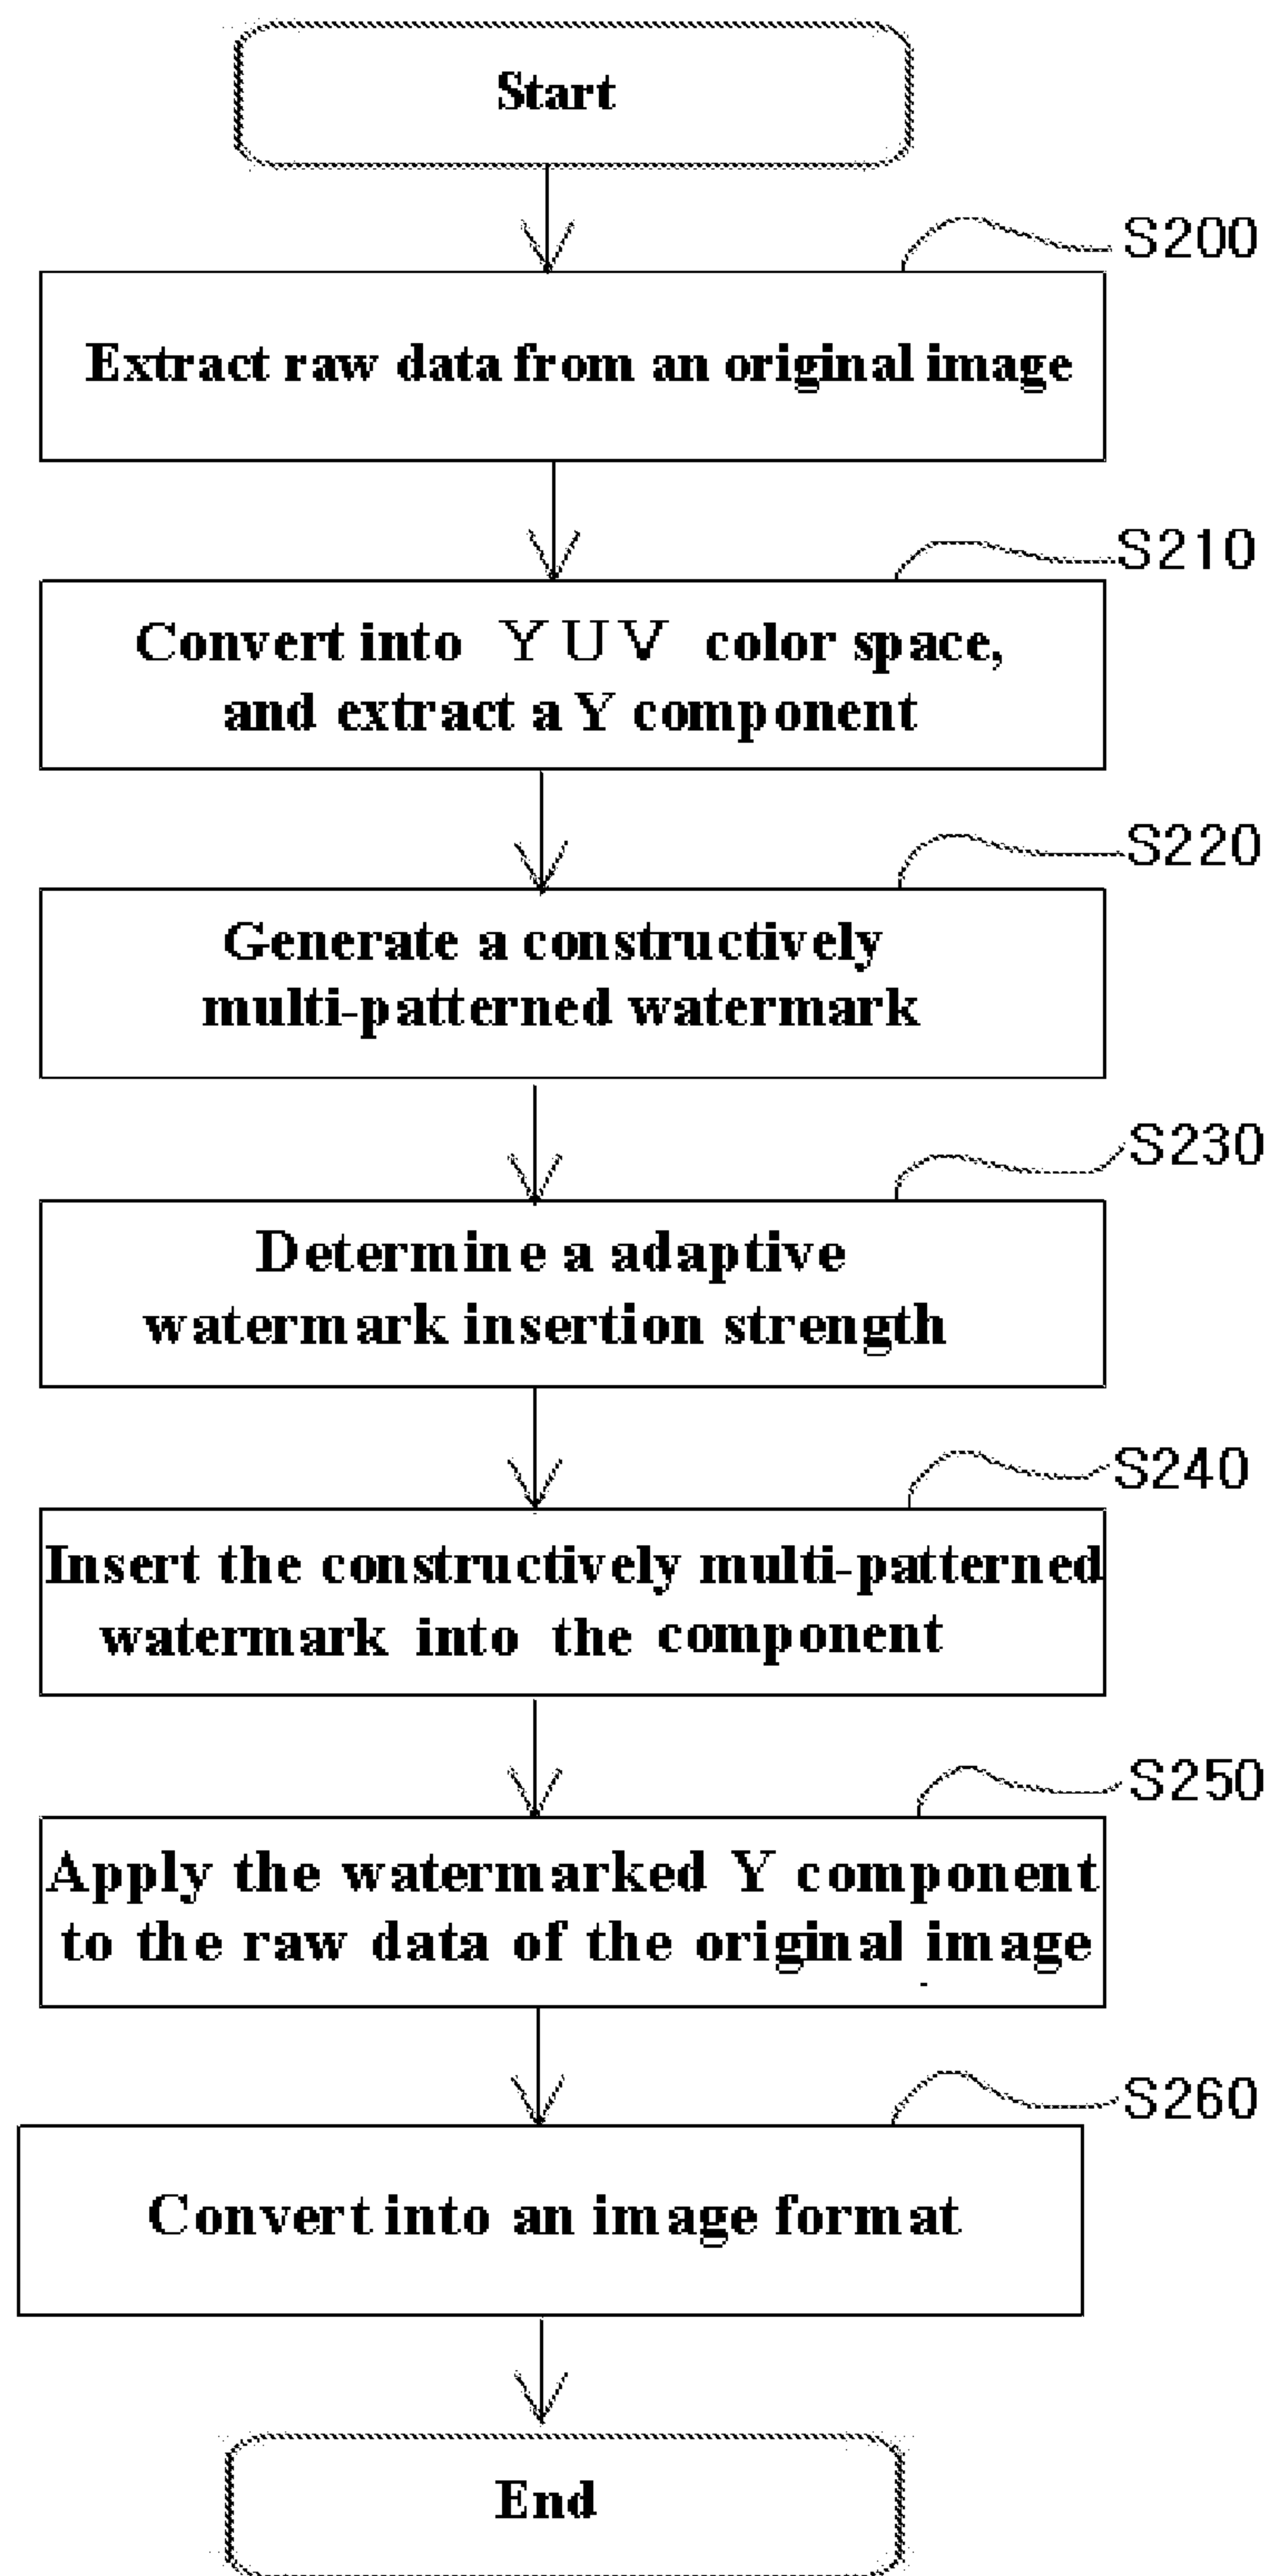 Start
S200
Extract raw data from an original image
S210
Convert into YUV color space,
and extract a Y component
S220
Generate a constructively
multi-patterned watermark
S230
Determine a adaptive
watermark insertion strength
S240
Insert the constructively multi-patterned
watermark into the component
S250
Apply the watermarked Y component
to the raw data of the original image
S260
Convert into an image format
End